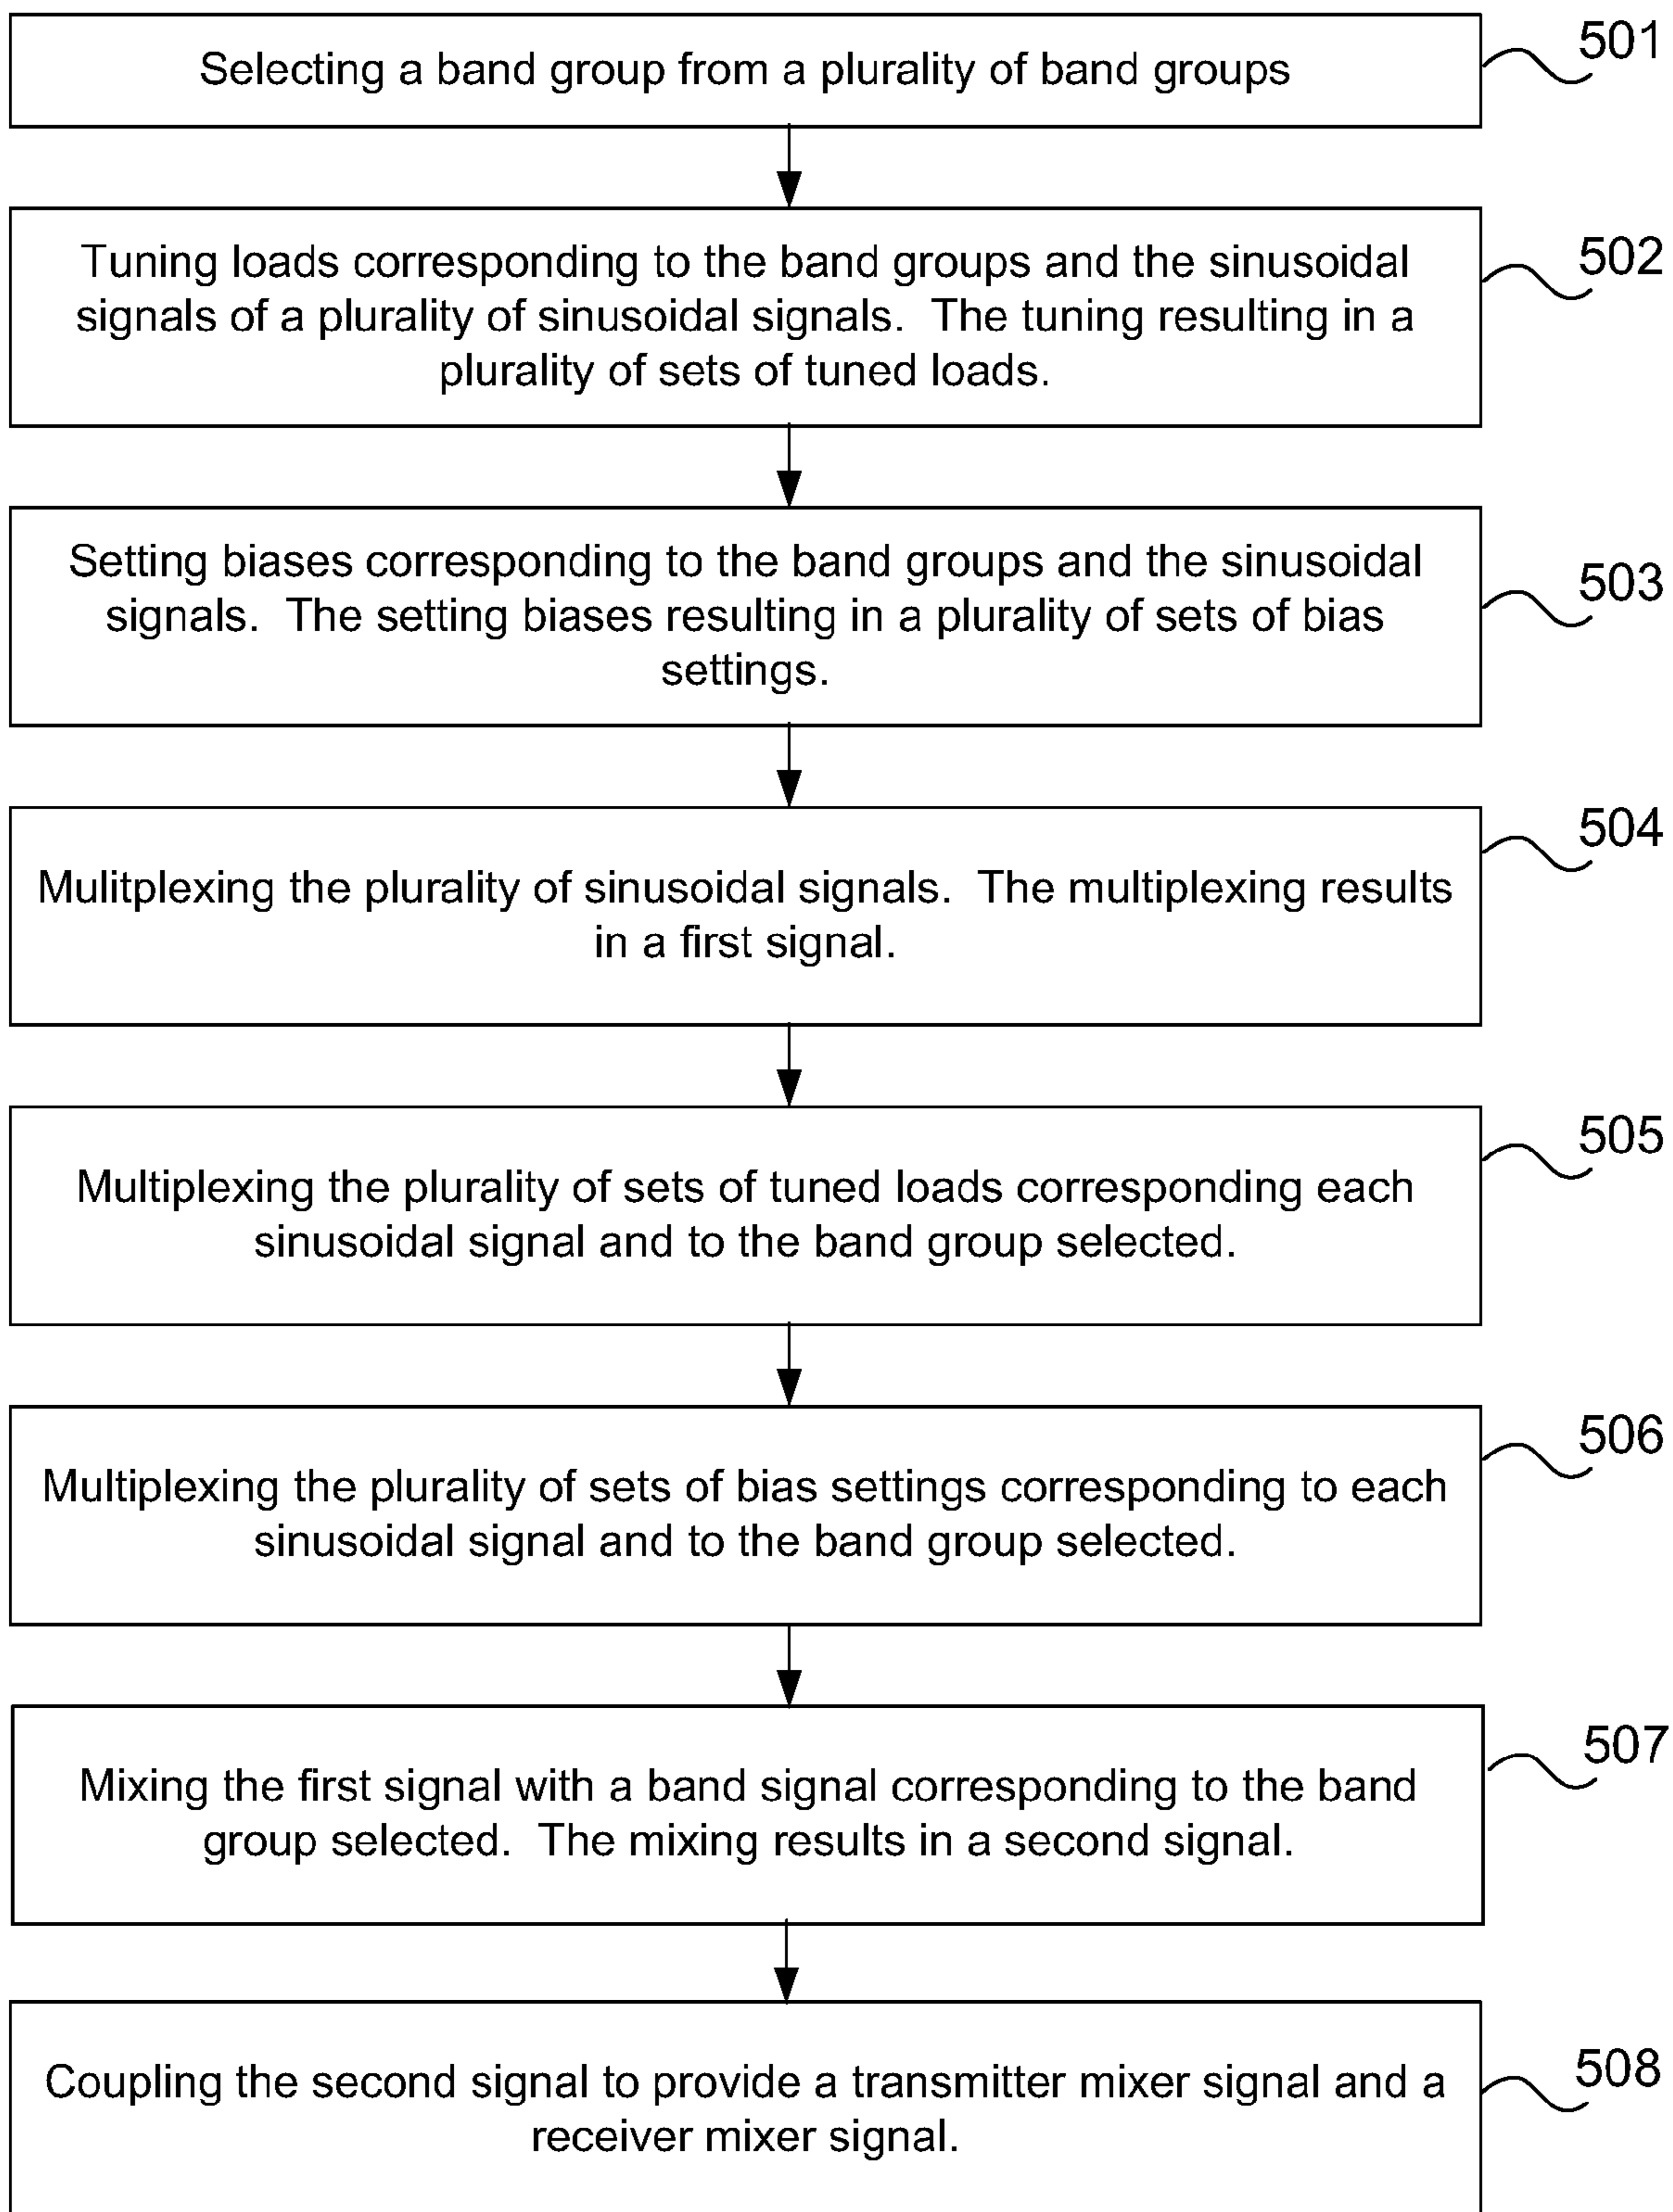 Selecting a band group from a plurality of band groups
501
Tuning loads corresponding to the band groups and the sinusoidal
signals of a plurality of sinusoidal signals.  The tuning resulting in a
plurality of sets of tuned loads.
502
Setting biases corresponding to the band groups and the sinusoidal
signals.  The setting biases resulting in a plurality of sets of bias
settings.
503
Mulitplexing the plurality of sinusoidal signals.  The multiplexing results
in a first signal.
504
Multiplexing the plurality of sets of tuned loads corresponding each
sinusoidal signal and to the band group selected.
505
Multiplexing the plurality of sets of bias settings corresponding to each
sinusoidal signal and to the band group selected.
506
Mixing the first signal with a band signal corresponding to the band
group selected.  The mixing results in a second signal.
507
Coupling the second signal to provide a transmitter mixer signal and a
receiver mixer signal.
508